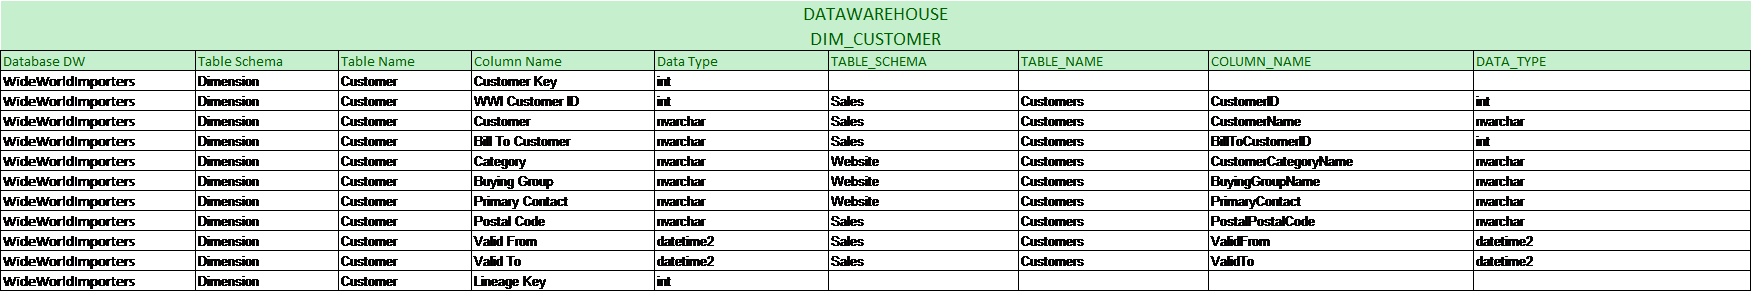 DATAWAREHOUSE
DIM_CUSTOMER
Database DW Table Schema Table Name Column Name Data Type TABLE_SCHEMA TABLE_NAME COLUMN_NAME DATA_TYPE
WideWorldImporters Dimension Customer Customer Key int
WideWorldImporters Dimension Customer WWI Customer ID int Sales Customers CustomerID int
WideWorldImporters Dimension Customer Customer nvarchar Sales Customers CustomerName nvarchar
WideWorldImporters Dimension Customer Bill To Customer nvarchar Sales Customers BillToCustomerID int
WideWorldImporters Dimension Customer Category nvarchar Website Customers CustomerCategoryName nvarchar
WideWorldImporters Dimension Customer Buying Group nvarchar Website Customers BuyingGroupName nvarchar
WideWorldImporters Dimension Customer Primary Contact nvarchar Website Customers PrimaryContact nvarchar
WideWorldImporters Dimension Customer Postal Code nvarchar Sales Customers PostalPostalCode nvarchar
WideWorldImporters Dimension Customer Valid From datetime2 Sales Customers ValidFrom datetime2
WideWorldImporters Dimension Customer Valid To datetime2 Sales Customers ValidTo datetime2
WideWorldImporters Dimension Customer Lineage Key int